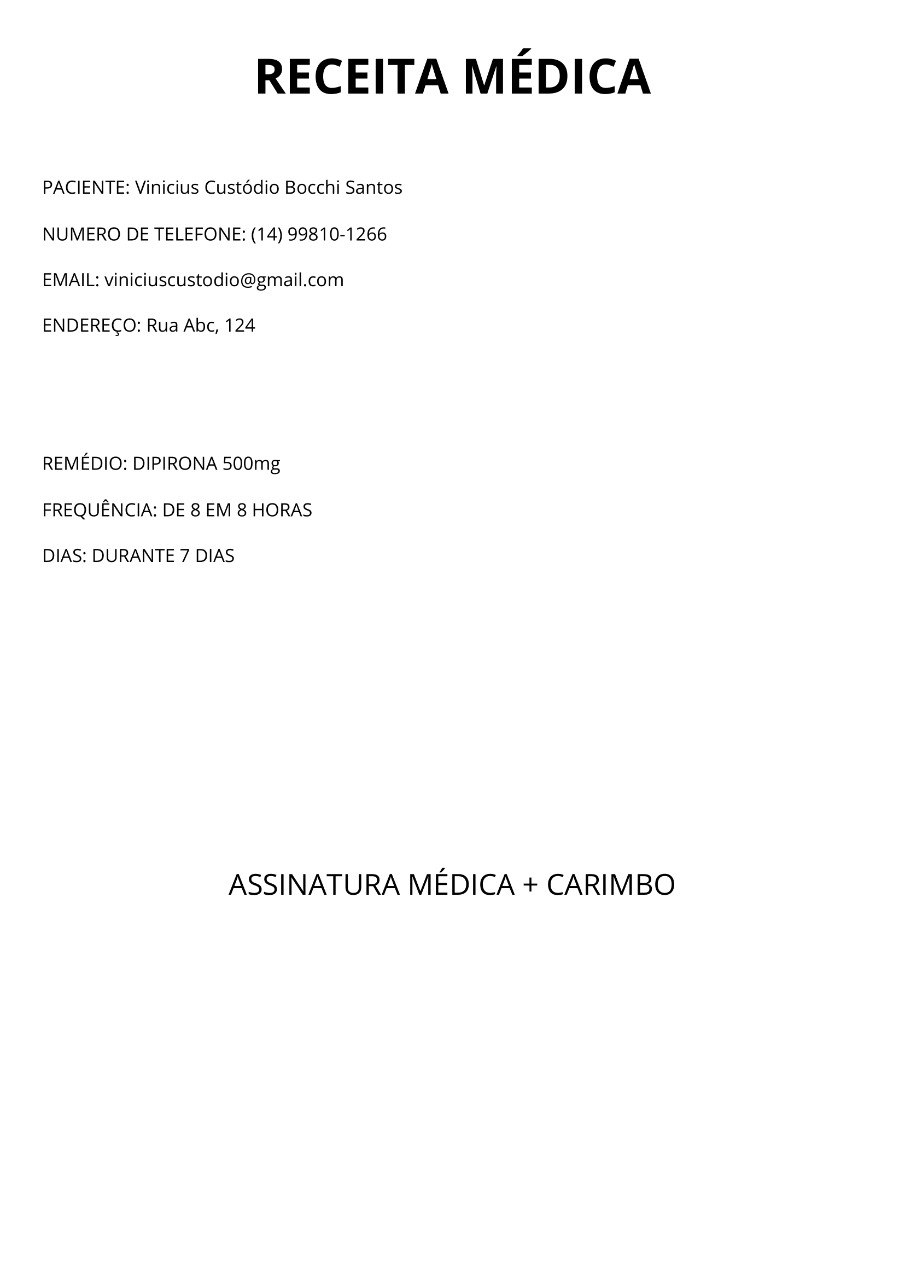 RECEITA MÉDICA
PACIENTE: Vinicius Custódio Bocchi Santos
NUMERO DE TELEFONE: (14) 99810-1266
EMAIL: viniciuscustodio@gmail.com
ENDEREÇO: Rua Abc, 124
REMÉDIO: DIPIRONA 500mg
FREQUÊNCIA: DE 8 EM 8 HORAS
DIAS: DURANTE 7 DIAS
ASSINATURA MÉDICA + CARIMBO